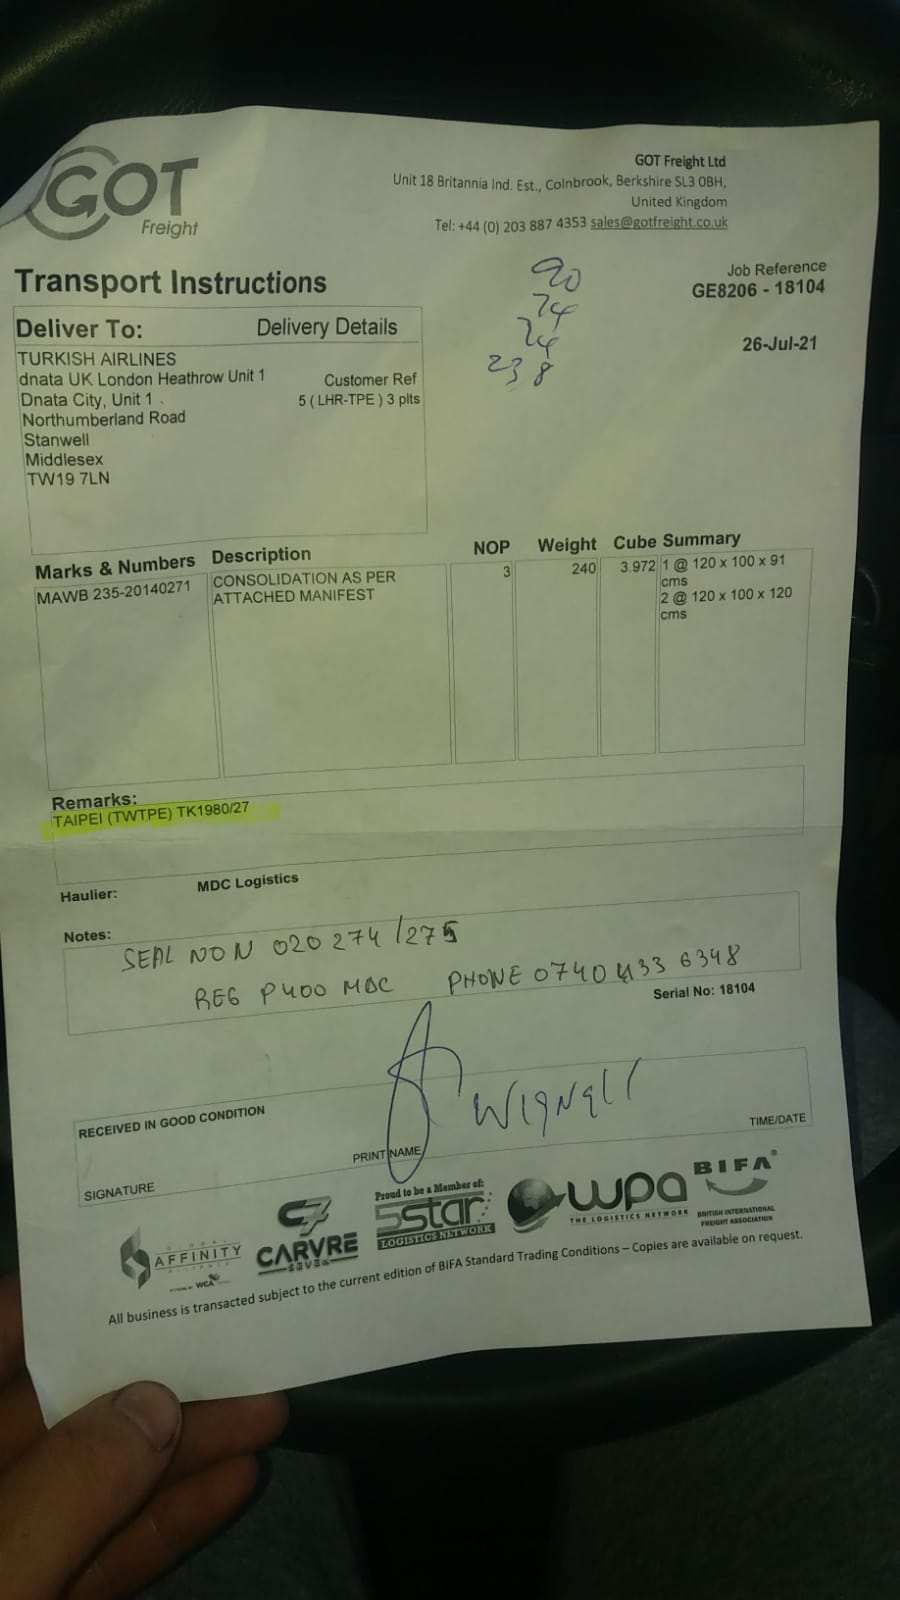 GOT
Freight
GOT Freight Ltd
Unit 18 Britannia Ind. Est., Colnbrook, Berkshire SL3 0BH,
United Kingdom
Tel: +44 (0) 203 887 4353 sales@gotfreight.co.uk
Transport Instructions
90
74
74
238
Job Reference
GE8206 - 18104
26-Jul-21
Deliver To: Delivery Details
TURKISH AIRLINES
dnata UK London Heathrow Unit 1 Customer Ref
Dnata City, Unit 1 . 5 ( LHR-TPE ) 3 plts
Northumberland Road
Stanwell
Middlesex
TW19 7LN
Marks & Numbers Description NOP Weight Cube Summary
MAWB 235-20140271 CONSOLIDATION AS PER 3 240 3.972 1 @ 120 x 100 x 91
ATTACHED MANIFEST cms
2 @ 120 x 100 x 120
cms
Remarks:
TAIPEI (TWTPE) TK1980/27
Haulier: MDC Logistics
Notes:
SEAL NO N 020274/275
REG P400 MDC PHONE 0740 433 6348
Serial No: 18104
RECEIVED IN GOOD CONDITION
SIGNATURE
PRINT NAME
TIME/DATE
AFFINITY
WCA
CARVRE
SEVEN
Proud to be a Member of:
5star
LOGISTICS NETWORK
wpa
THE LOGISTICS NETWORK
BIFA
BRITISH INTERNATIONAL
FREIGHT ASSOCIATION
All business is transacted subject to the current edition of BIFA Standard Trading Conditions – Copies are available on request.